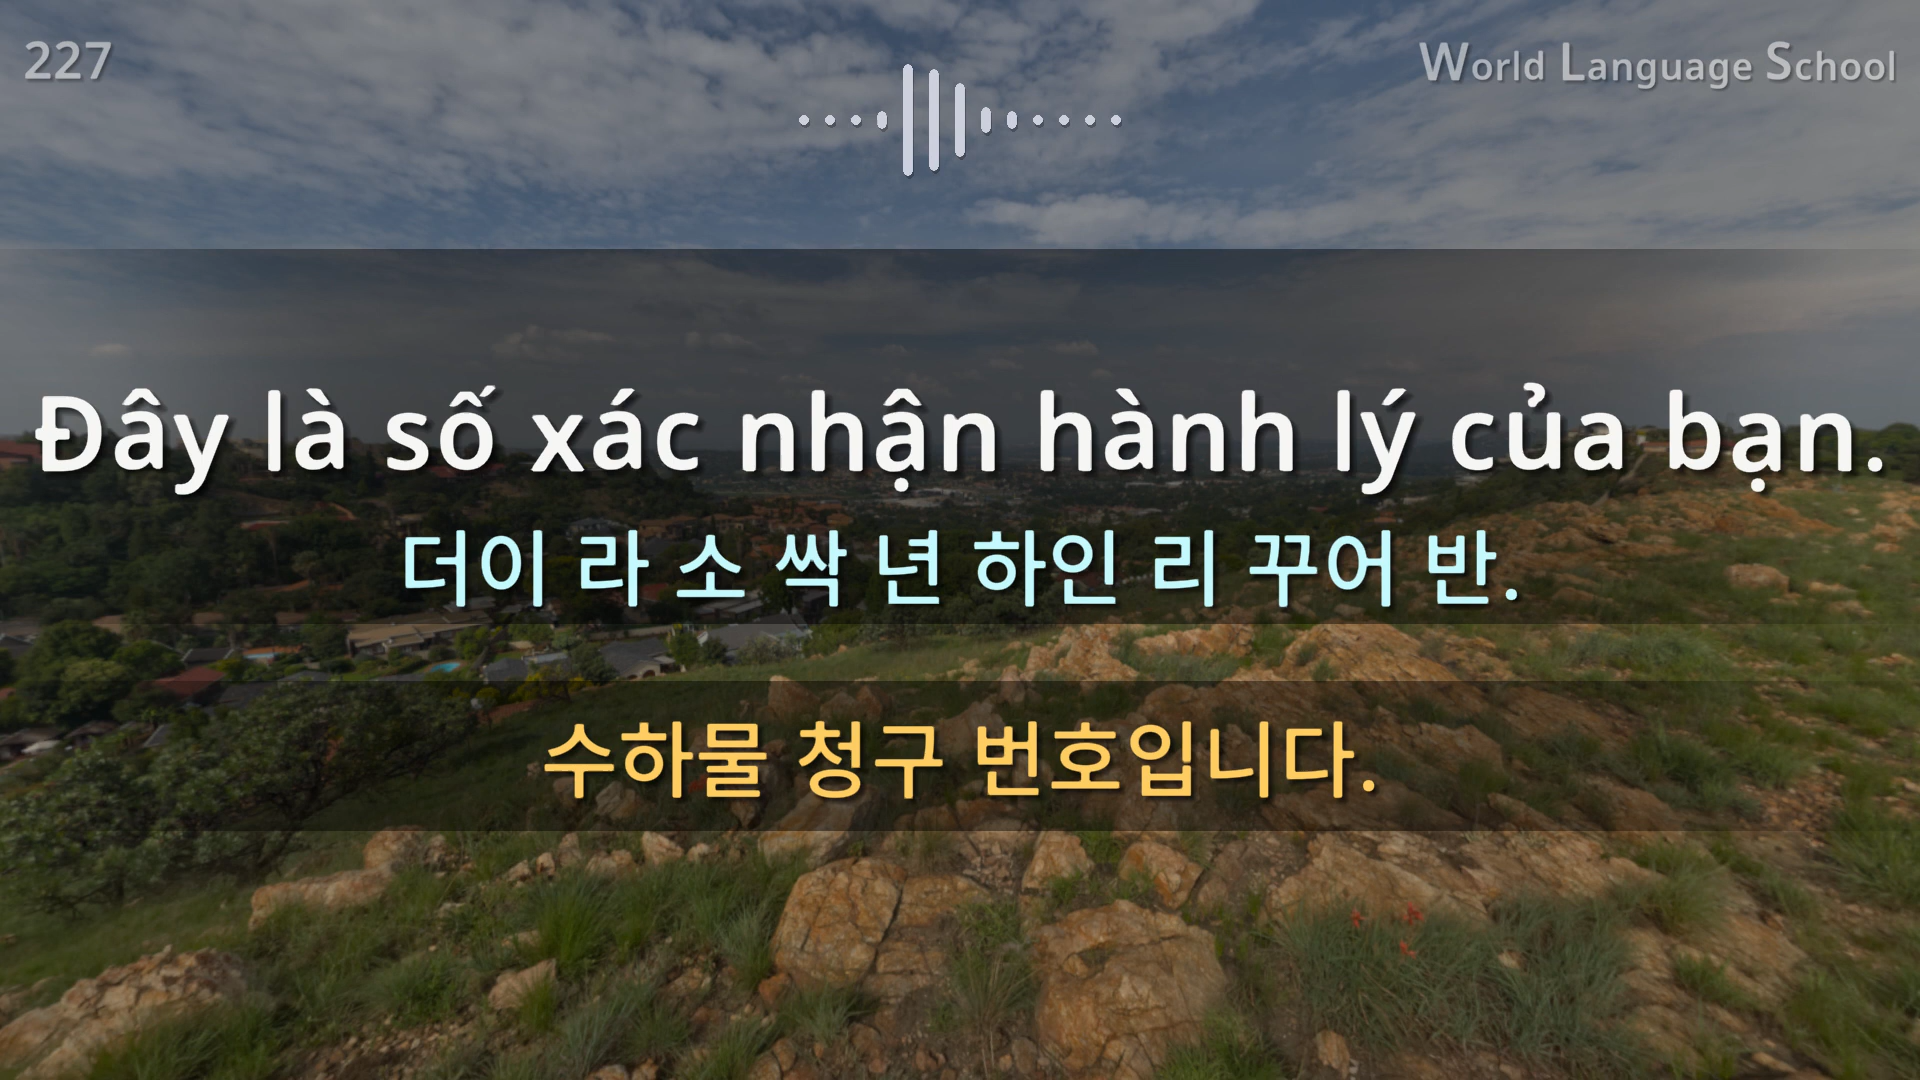 227
World Language School
Đây là số xác nhận hành lý của bạn.
더이 라 소 싹 년 하인 리 꾸어 반.
수하물 청구 번호입니다.